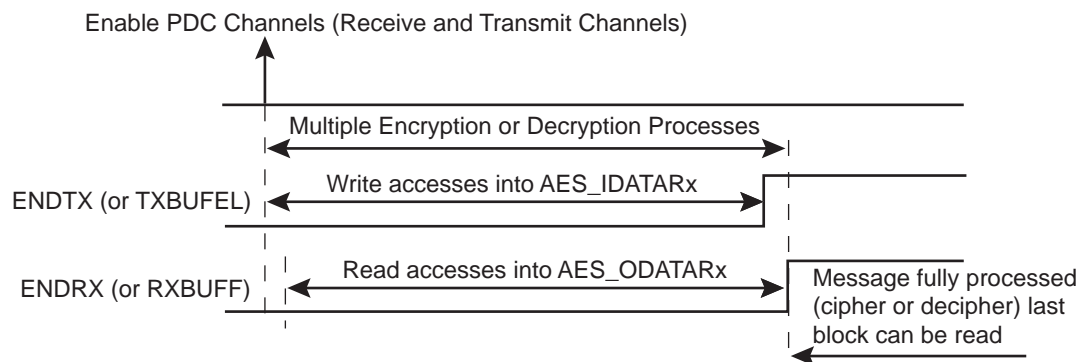 Enable PDC Channels (Receive and Transmit Channels)
Multiple Encryption or Decryption Processes
Write accesses into AES_IDATARx
ENDTX (or TXBUFEL)
Read accesses into AES_ODATARx
ENDRX (or RXBUFF)
Message fully processed
(cipher or decipher) last
block can be read